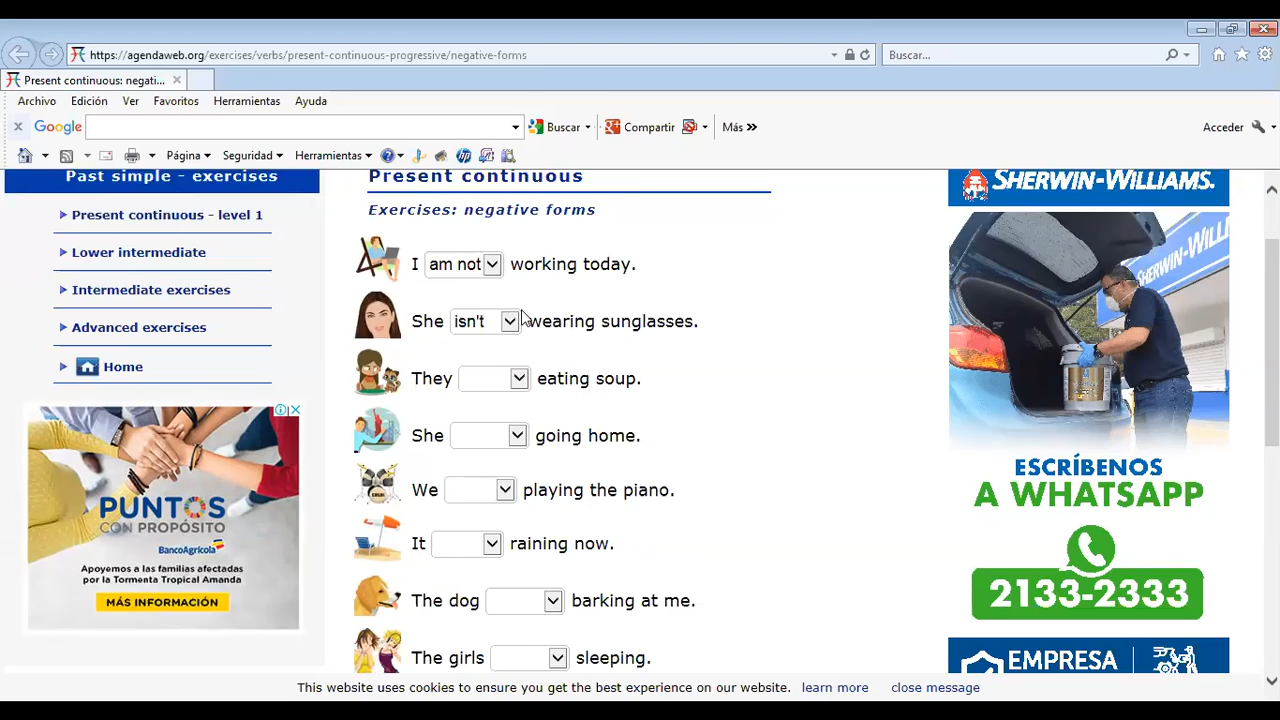 https://agendaweb.org/exercises/verbs/present-continuous-progressive/negative-forms
Buscar...
Present continuous: negati...
Archivo Edición Ver Favoritos Herramientas Ayuda
Google
Buscar
Compartir
Más »
Acceder
Página
Seguridad
Herramientas
Past simple - exercises
Present continuous - level 1
Lower intermediate
Intermediate exercises
Advanced exercises
Home
PUNTOS
CON PROPÓSITO
BancoAgrícola
Apoyemos a las familias afectadas
por la Tormenta Tropical Amanda
MÁS INFORMACIÓN
Present continuous
Exercises: negative forms
I am not working today.
She isn't wearing sunglasses.
They eating soup.
She going home.
We playing the piano.
It raining now.
The dog barking at me.
The girls sleeping.
SHERWIN-WILLIAMS.
ESCRÍBENOS
A WHATSAPP
2133-2333
EMPRESA
This website uses cookies to ensure you get the best experience on our website. learn more close message